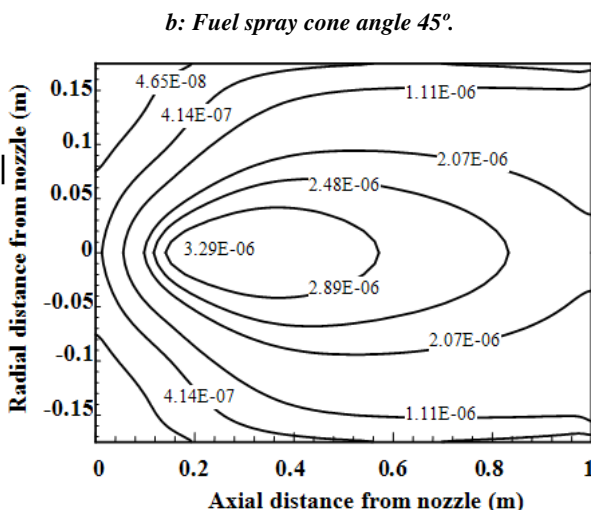 b: Fuel spray cone angle 45º.
Radial distance from nozzle (m)
0.15
0.1
0.05
0
-0.05
-0.1
-0.15
4.65E-08
4.14E-07
1.11E-06
2.07E-06
2.48E-06
3.29E-06
2.89E-06
2.07E-06
4.14E-07
1.11E-06
0 0.2 0.4 0.6 0.8 1
Axial distance from nozzle (m)